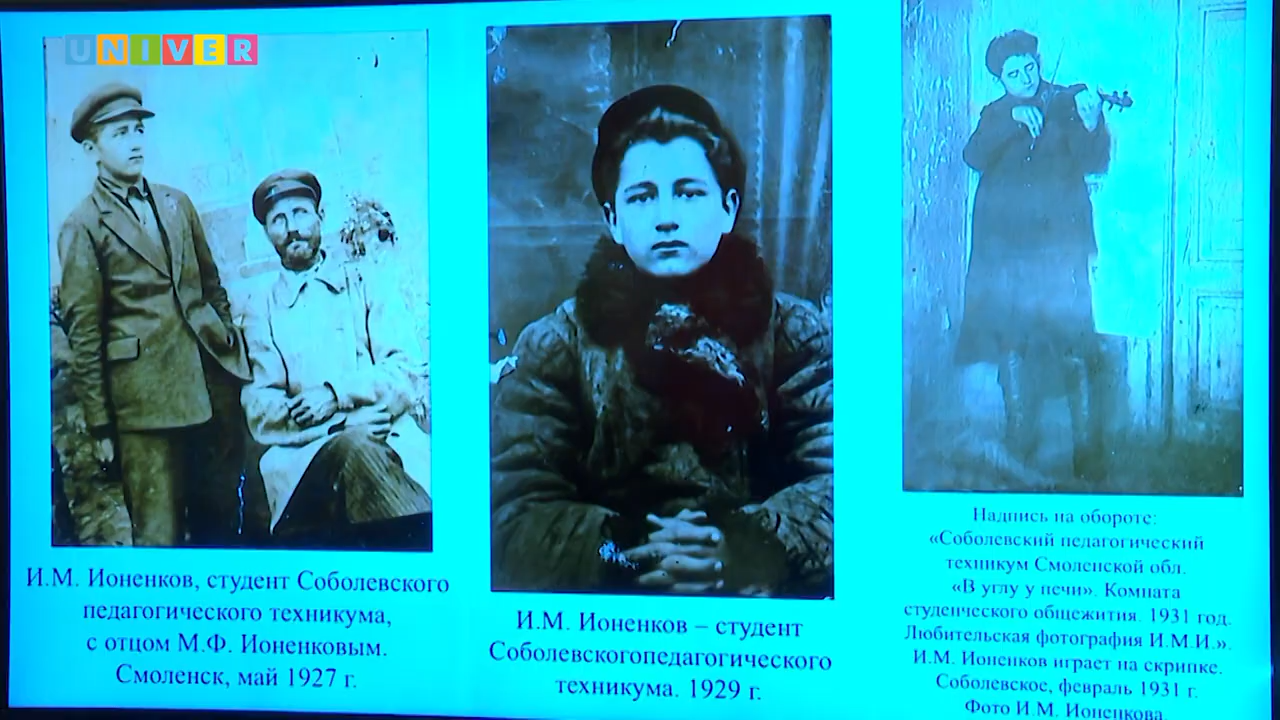 UNIVER
И.М. Ионенков, студент Соболевского
педагогического техникума,
с отцом М.Ф. Ионенковым.
Смоленск, май 1927 г.
И.М. Ионенков – студент
Соболевскогопедагогического
техникума. 1929 г.
Надпись на обороте:
«Соболевский педагогический
техникум Смоленской обл.
«В углу у печи». Комната
студенческого общежития. 1931 год.
Любительская фотография И.М.И.».
И.М. Ионенков играет на скрипке.
Соболевское, февраль 1931 г.
Фото И.М. Ионенкова.